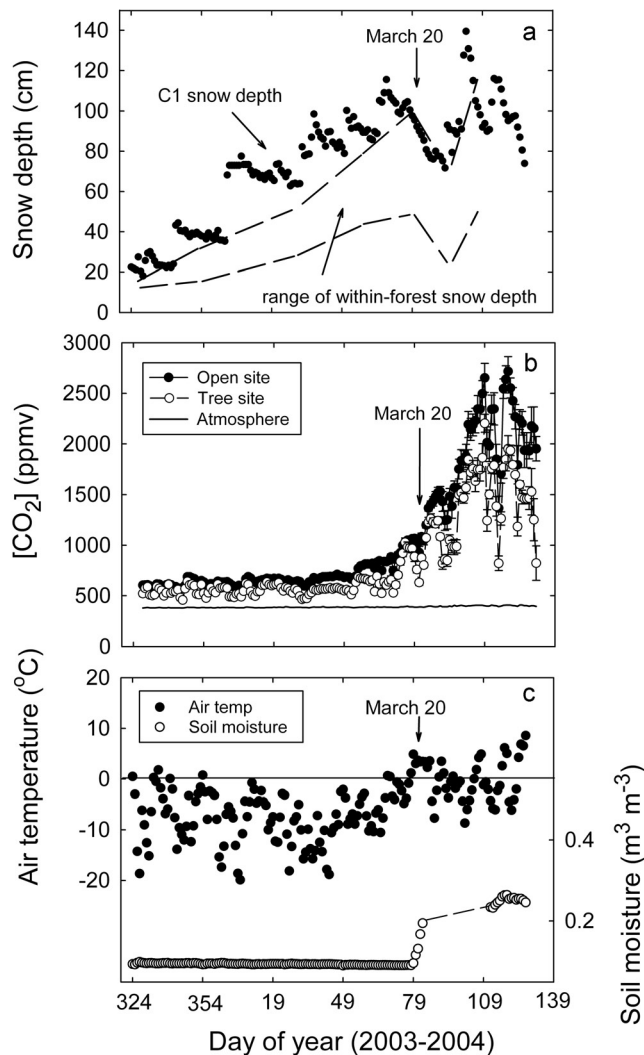 a
Snow depth (cm)
140
120
100
80
60
40
20
0
March 20
C1 snow depth
range of within-forest snow depth
b
[CO2] (ppmv)
3000
2500
2000
1500
1000
500
0
Open site
Tree site
Atmosphere
March 20
c
Air temperature (°C)
20
10
0
-10
-20
Air temp
Soil moisture
March 20
0.4
0.2
Soil moisture (m³ m⁻³)
324 354 19 49 79 109 139
Day of year (2003-2004)